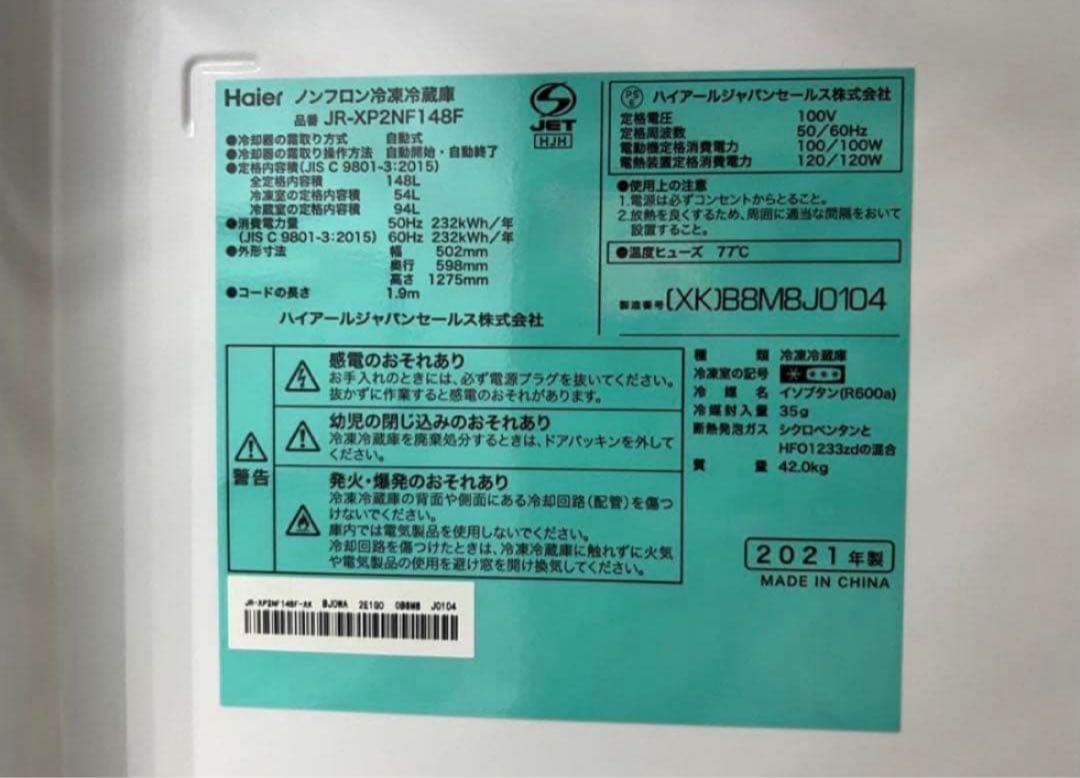 Haier ノンフロン冷凍冷蔵庫
品番 JR-XP2NF148F
●冷却器の霜取り方式 自動式
●冷却器の霜取り操作方法 自動開始・自動終了
●定格内容積(JIS C 9801-3:2015)
全定格内容積 148L
冷凍室の定格内容積 54L
冷蔵室の定格内容積 94L
●消費電力量 50Hz 232kWh/年
(JIS C 9801-3:2015) 60Hz 232kWh/年
●外形寸法 幅 502mm
奥行 598mm
高さ 1275mm
●コードの長さ 1.9m
ハイアールジャパンセールス株式会社
JET
HJH
PS
E
ハイアールジャパンセールス株式会社
定格電圧 100V
定格周波数 50/60Hz
電動機定格消費電力 100/100W
電熱装置定格消費電力 120/120W
●使用上の注意
1.電源は必ずコンセントからとること。
2.放熱を良くするため、周囲に適当な間隔をおいて
設置すること。
●温度ヒューズ 77℃
製造番号 (XK)B8M8J0104
警告
感電のおそれあり
お手入れのときには、必ず電源プラグを抜いてください。
抜かずに作業すると感電のおそれがあります。
幼児の閉じ込みのおそれあり
冷凍冷蔵庫を廃棄処分するときは、ドアパッキンを外して
ください。
発火・爆発のおそれあり
冷凍冷蔵庫の背面や側面にある冷却回路(配管)を傷つ
けないでください。
庫内では電気製品を使用しないでください。
冷却回路を傷つけたときは、冷凍冷蔵庫に触れずに火気
や電気製品の使用を避け窓を開け換気してください。
種類 冷凍冷蔵庫
冷凍室の記号
冷媒名 イソブタン(R600a)
冷媒封入量 35g
断熱発泡ガス シクロペンタンと
HFO1233zdの混合
質量 42.0kg
2021年製
MADE IN CHINA
JR-XP2NF148F-XK BJ0WA 2E1G0 0B8M8 J0104